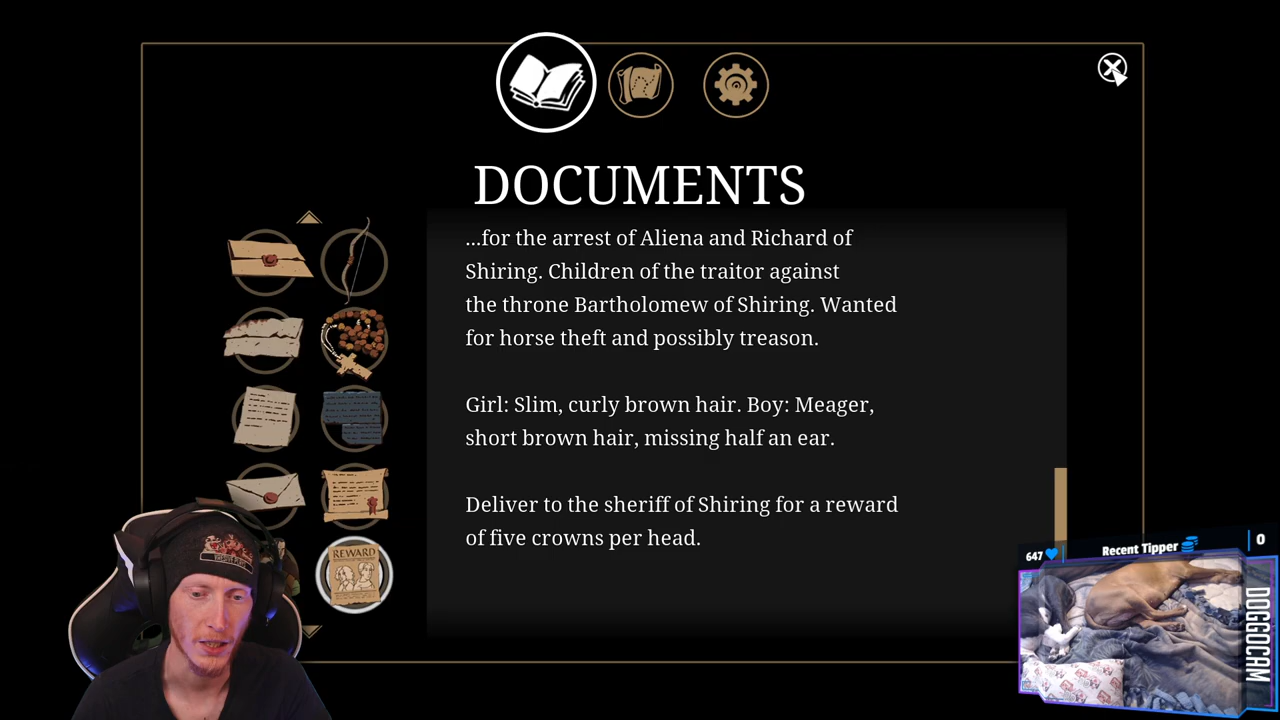 DOCUMENTS
...for the arrest of Aliena and Richard of
Shiring. Children of the traitor against
the throne Bartholomew of Shiring. Wanted
for horse theft and possibly treason.
Girl: Slim, curly brown hair. Boy: Meager,
short brown hair, missing half an ear.
Deliver to the sheriff of Shiring for a reward
of five crowns per head.
REWARD
647
Recent Tipper
0
DOGGOCAM